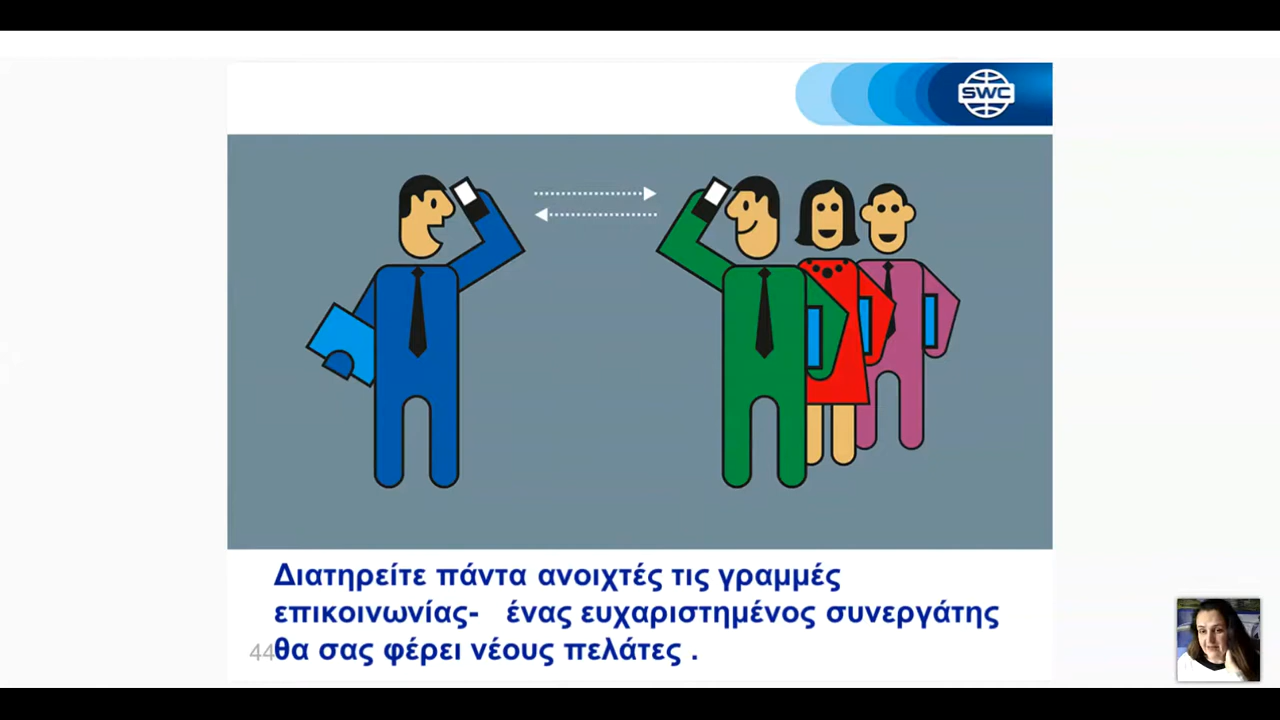 SWC
Διατηρείτε πάντα ανοιχτές τις γραμμές
επικοινωνίας- ένας ευχαριστημένος συνεργάτης
44 θα σας φέρει νέους πελάτες .